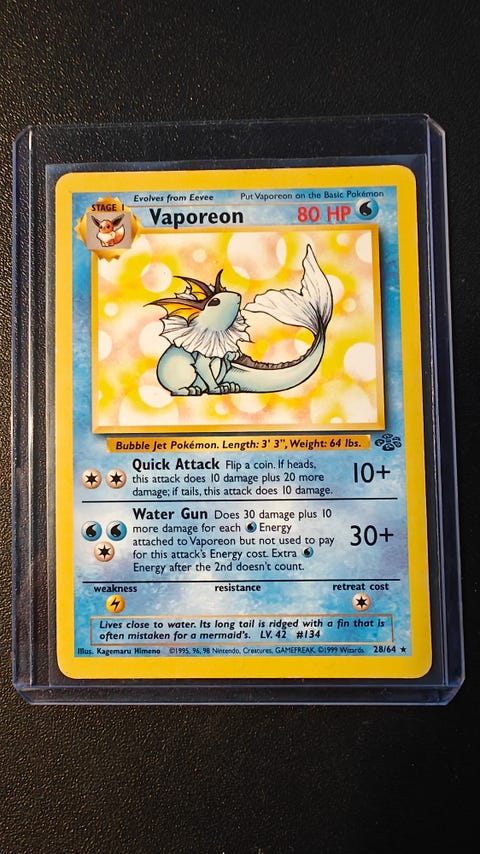 Evolves from Eevee Put Vaporeon on the Basic Pokémon
STAGE 1
Vaporeon 80 HP
Bubble Jet Pokémon. Length: 3' 3", Weight: 64 lbs.
Quick Attack Flip a coin. If heads,
this attack does 10 damage plus 20 more
damage; if tails, this attack does 10 damage.
10+
Water Gun Does 30 damage plus 10
more damage for each Energy
attached to Vaporeon but not used to pay
for this attack's Energy cost. Extra
Energy after the 2nd doesn't count.
30+
weakness resistance retreat cost
Lives close to water. Its long tail is ridged with a fin that is
often mistaken for a mermaid's. LV. 42 #134
Illus. Kagemaru Himeno ©1995, 96, 98 Nintendo, Creatures, GAMEFREAK. ©1999 Wizards. 28/64 ★